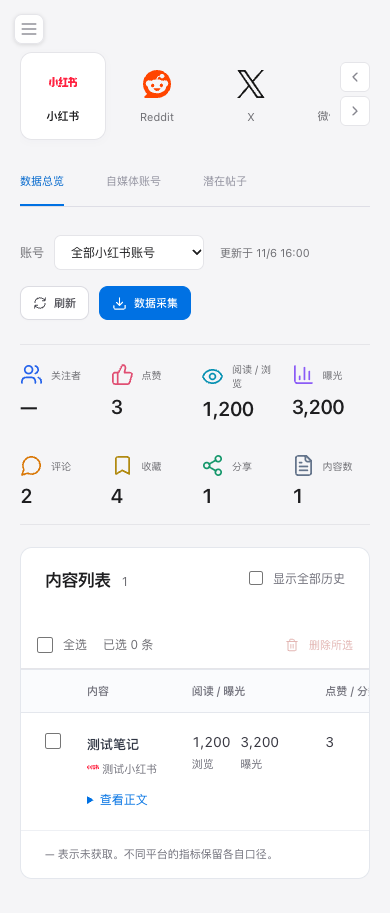 小红书
小红书
Reddit
X
数据总览
自媒体账号
潜在帖子
账号
全部小红书账号
更新于 11/6 16:00
刷新
数据采集
关注者
点赞
阅读 / 浏
览
曝光
—
3
1,200
3,200
评论
收藏
分享
内容数
2
4
1
1
内容列表
1
显示全部历史
全选
已选 0 条
删除所选
内容
阅读 / 曝光
点赞 / 分
测试笔记
1,200
3,200
3
小红书 测试小红书
浏览
曝光
▶ 查看正文
— 表示未获取。不同平台的指标保留各自口径。